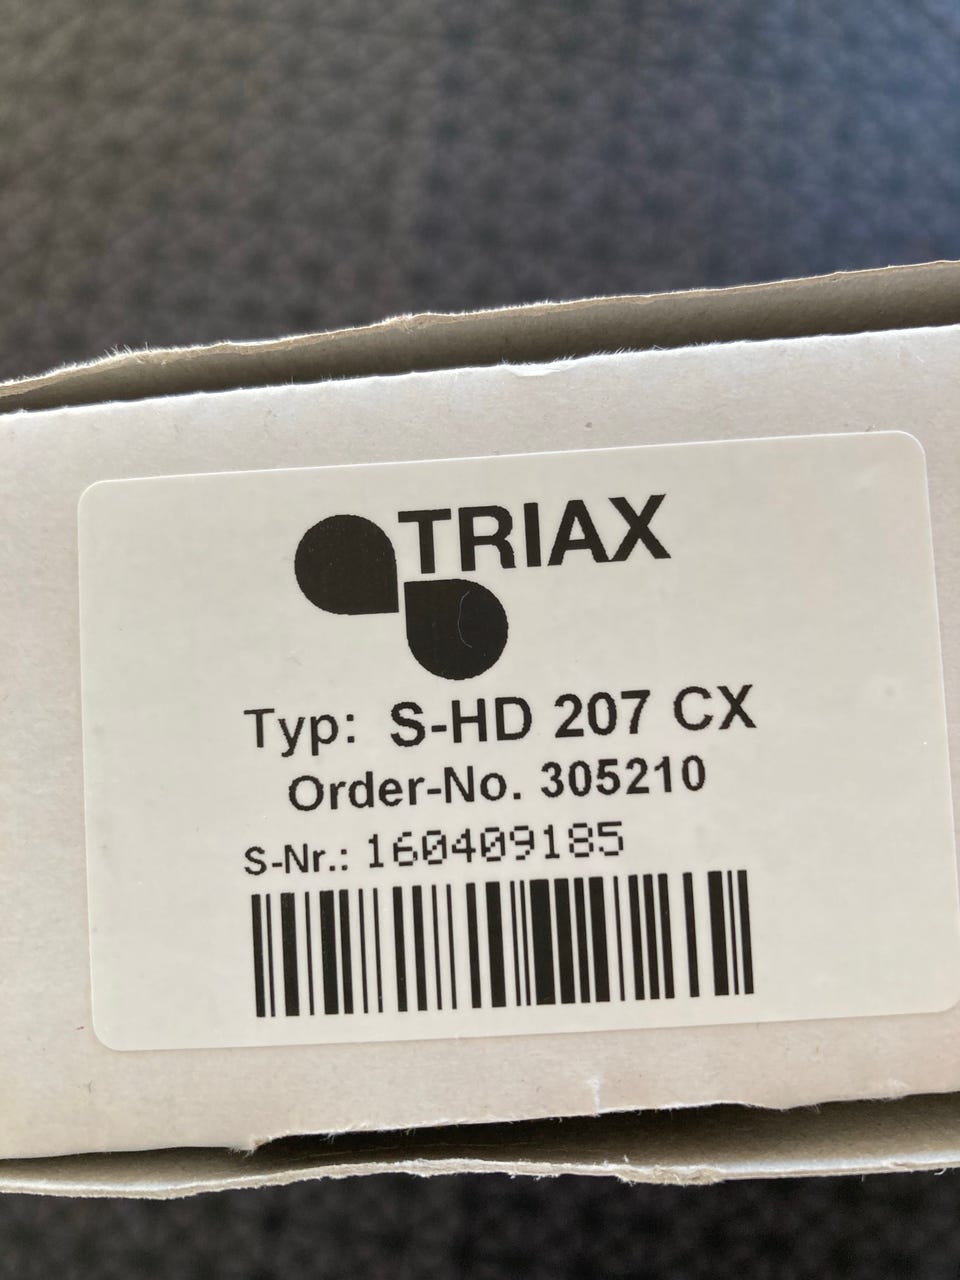 TRIAX
Typ: S-HD 207 CX
Order-No. 305210
S-Nr.: 160409185